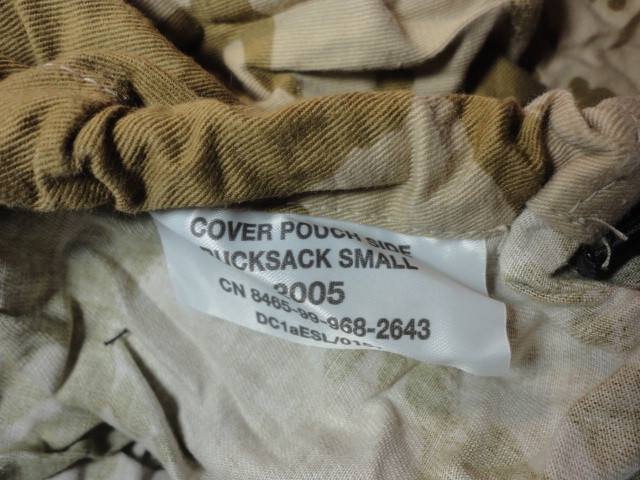 COVER POUCH SIDE
RUCKSACK SMALL
2005
CN 8465-99-968-2643
DC1aESL/